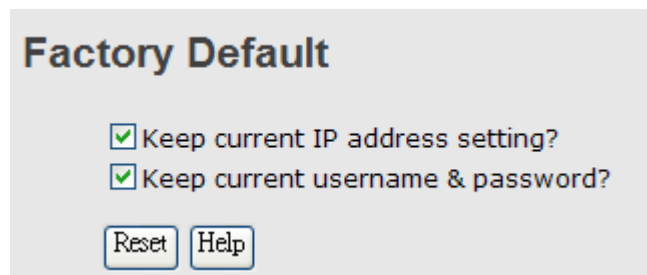 Factory Default
Keep current IP address setting?
Keep current username & password?
Reset Help